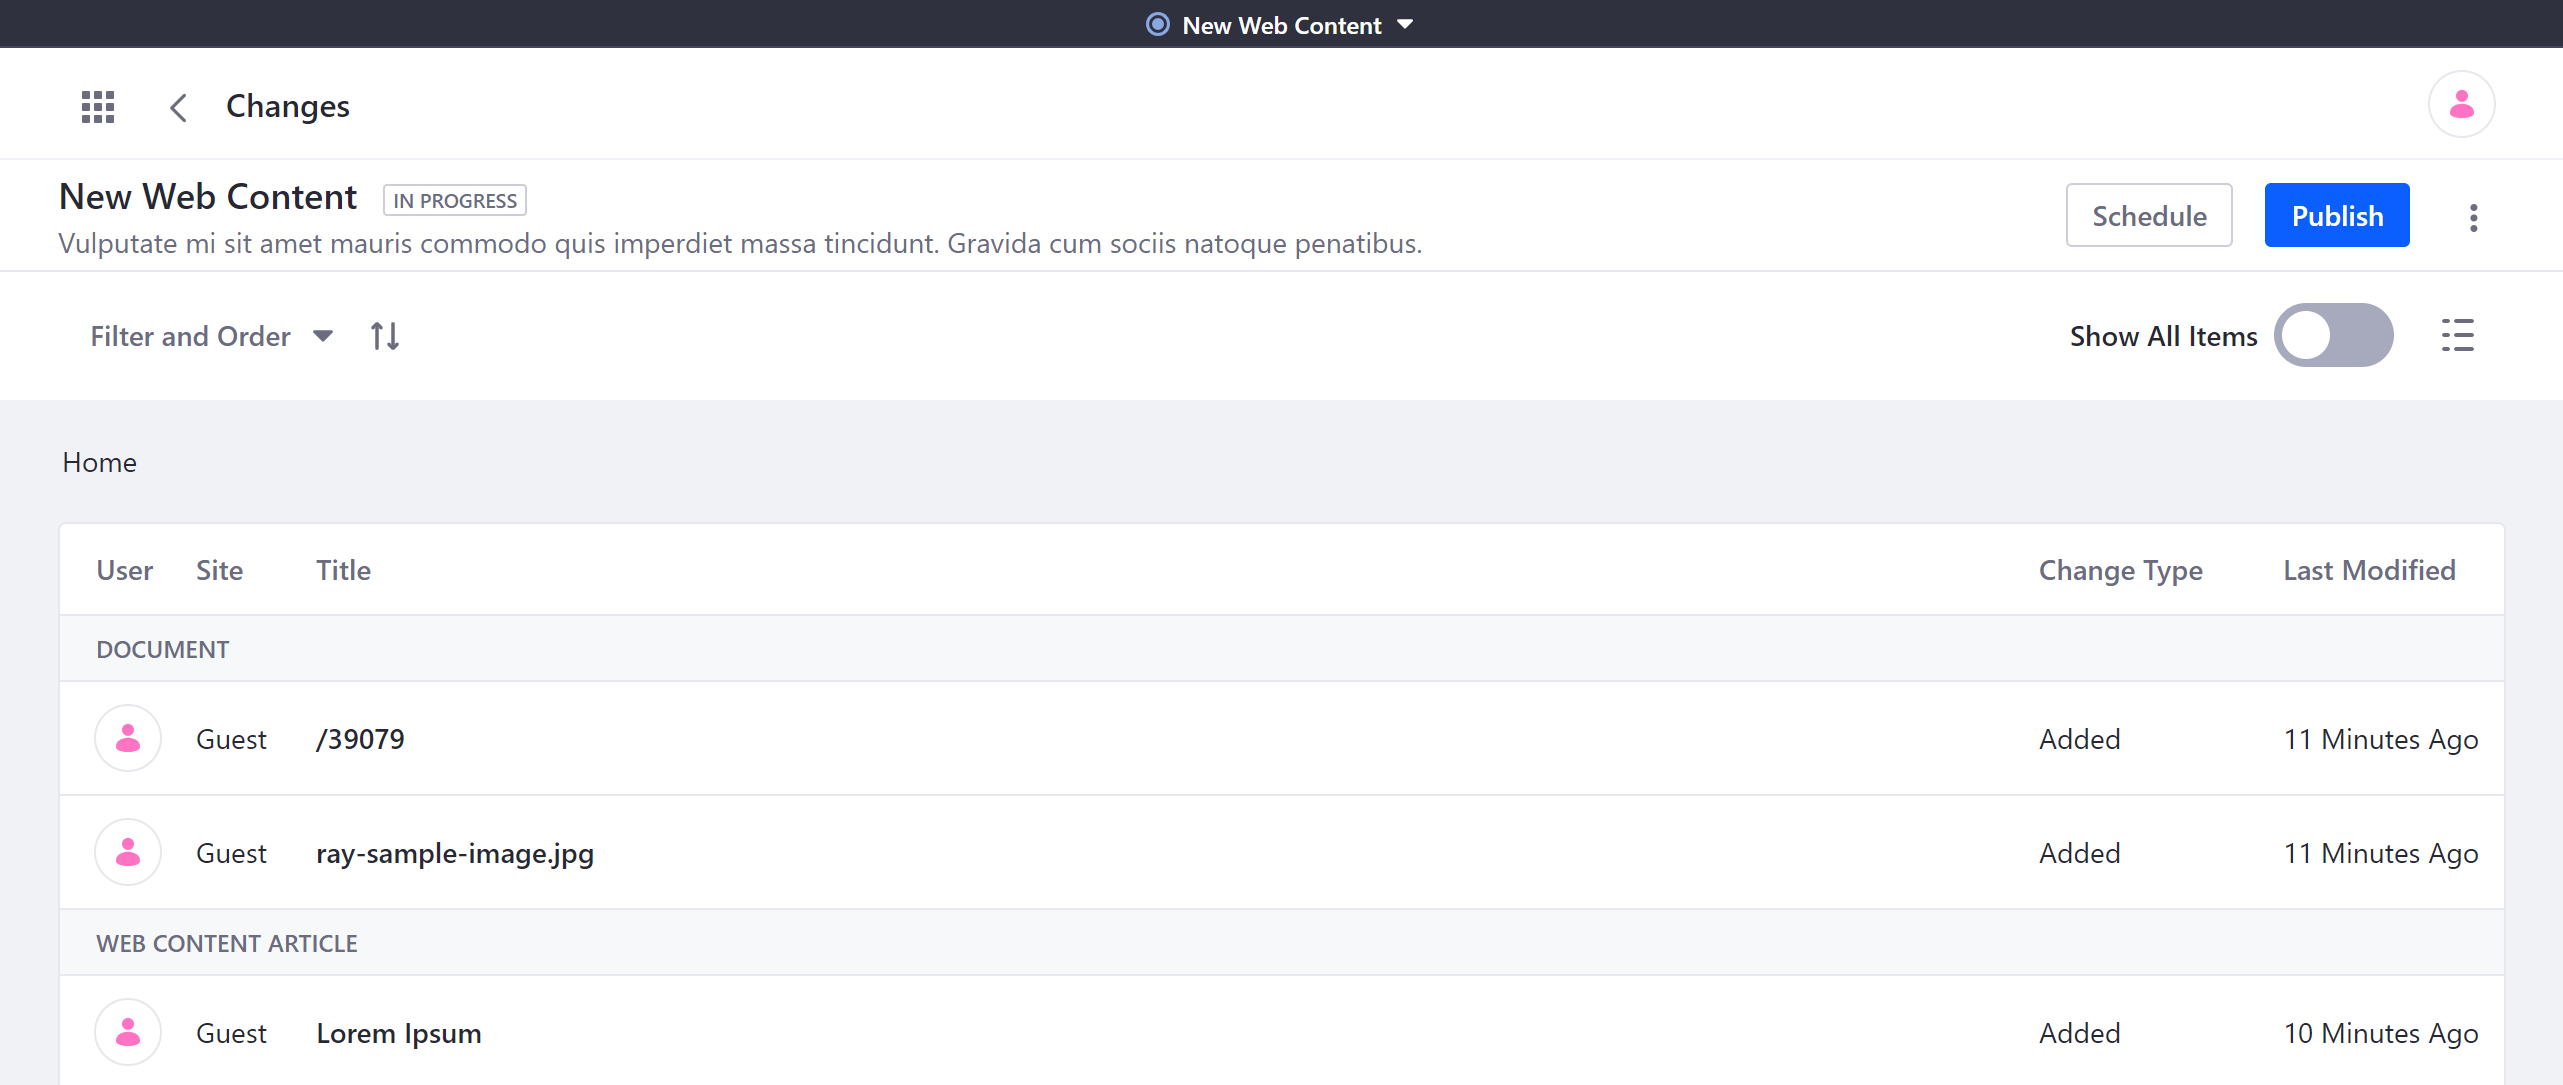 New Web Content
Changes
New Web Content IN PROGRESS
Vulputate mi sit amet mauris commodo quis imperdiet massa tincidunt. Gravida cum sociis natoque penatibus.
Schedule Publish
Filter and Order Show All Items
Home
User Site Title Change Type Last Modified
DOCUMENT
Guest /39079 Added 11 Minutes Ago
Guest ray-sample-image.jpg Added 11 Minutes Ago
WEB CONTENT ARTICLE
Guest Lorem Ipsum Added 10 Minutes Ago